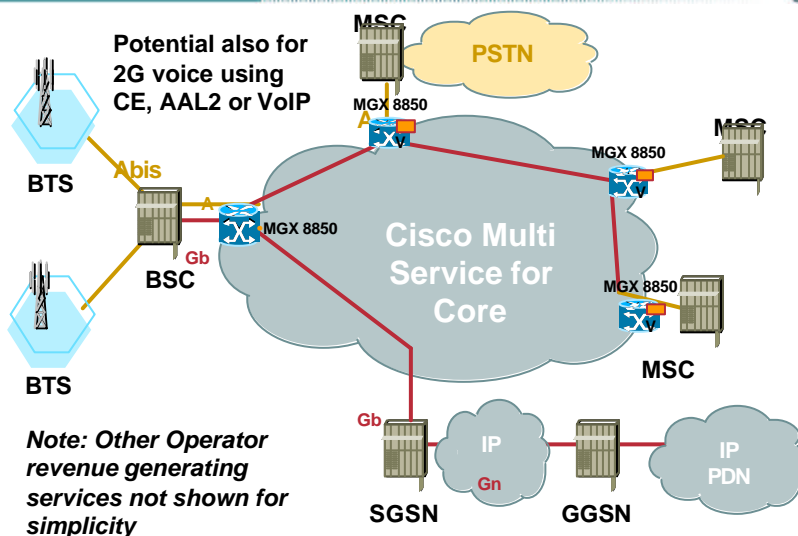 MSC
Potential also for
2G voice using
CE, AAL2 or VoIP
PSTN
MGX 8850
A
V
MGX 8850
MSC
V
BTS
Abis
A
MGX 8850
BSC
Gb
Cisco Multi
Service for
Core
MGX 8850
V
MSC
BTS
Gb
IP
Gn
IP
PDN
SGSN
GGSN
Note: Other Operator
revenue generating
services not shown for
simplicity